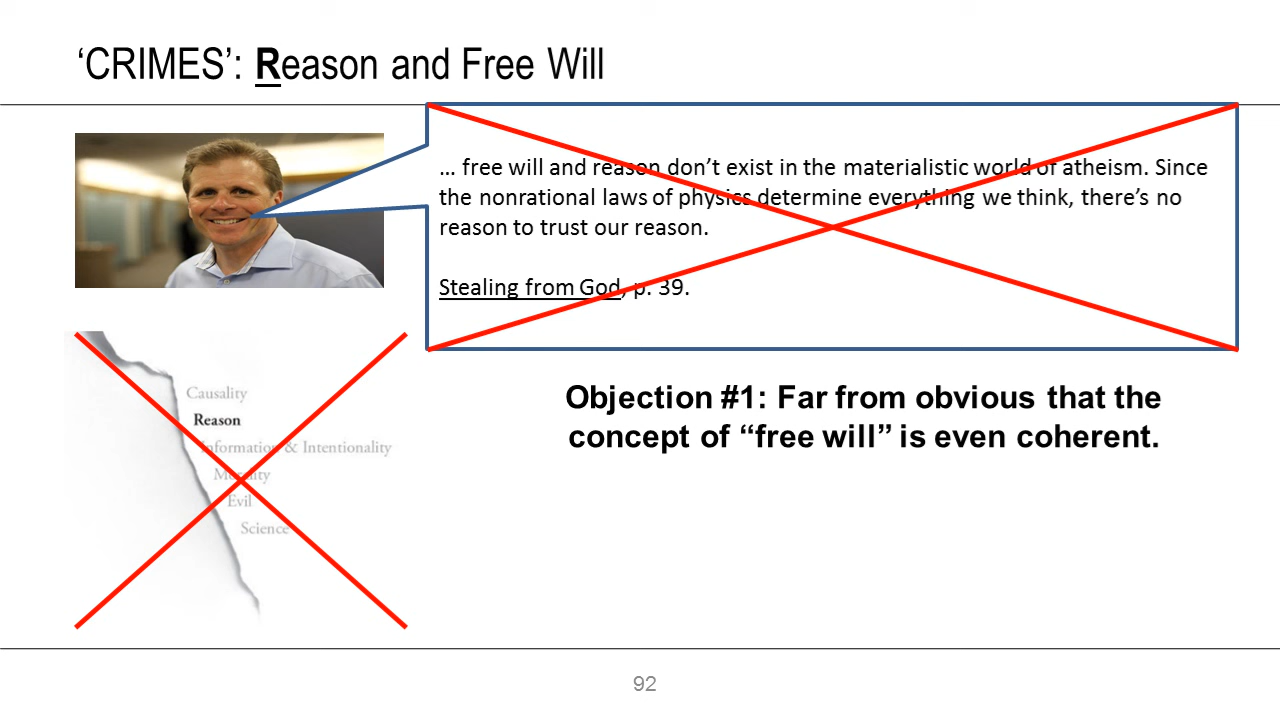 ‘CRIMES’: Reason and Free Will
… free will and reason don’t exist in the materialistic world of atheism. Since
the nonrational laws of physics determine everything we think, there’s no
reason to trust our reason.
Stealing from God, p. 39.
Causality
Reason
Information & Intentionality
Morality
Evil
Science
Objection #1: Far from obvious that the
concept of “free will” is even coherent.
92